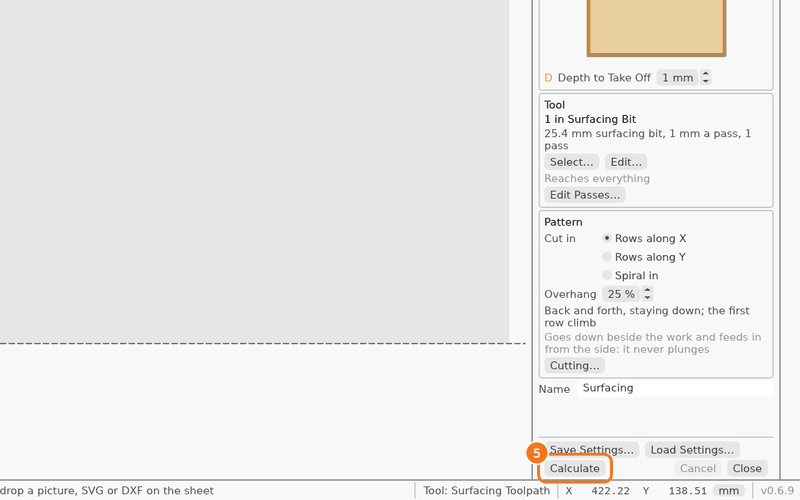 D Depth to Take Off 1 mm
Tool
1 in Surfacing Bit
25.4 mm surfacing bit, 1 mm a pass, 1
pass
Select... Edit...
Reaches everything
Edit Passes...
Pattern
Cut in Rows along X
Rows along Y
Spiral in
Overhang 25 %
Back and forth, staying down; the first
row climb
Goes down beside the work and feeds in
from the side: it never plunges
Cutting...
Name Surfacing
Save Settings... Load Settings...
5
Calculate Cancel Close
drop a picture, SVG or DXF on the sheet Tool: Surfacing Toolpath X 422.22 Y 138.51 mm v0.6.9